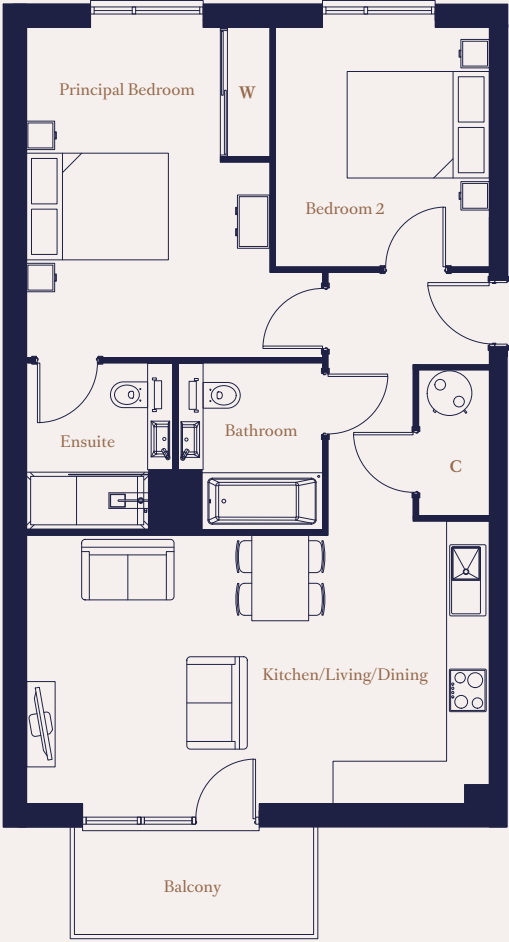 Principal Bedroom
W
Bedroom 2
Ensuite
Bathroom
C
Kitchen/Living/Dining
Balcony